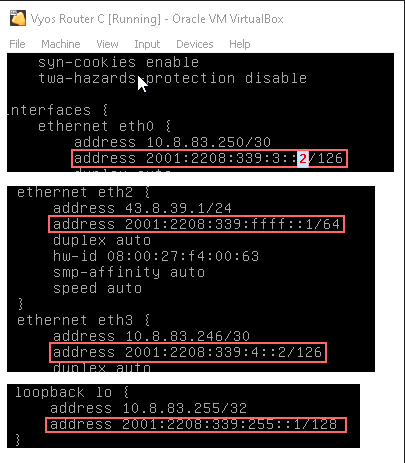 Vyos Router C [Running] - Oracle VM VirtualBox
File Machine View Input Devices Help
syn-cookies enable
twa-hazards-protection disable
interfaces {
ethernet eth0 {
address 10.8.83.250/30
address 2001:2208:339:3::2/126
ethernet eth2 {
address 43.8.39.1/24
address 2001:2208:339:ffff::1/64
duplex auto
hw-id 08:00:27:f4:00:63
smp-affinity auto
speed auto
}
ethernet eth3 {
address 10.8.83.246/30
address 2001:2208:339:4::2/126
duplex auto
loopback lo {
address 10.8.83.255/32
address 2001:2208:339:255::1/128
}